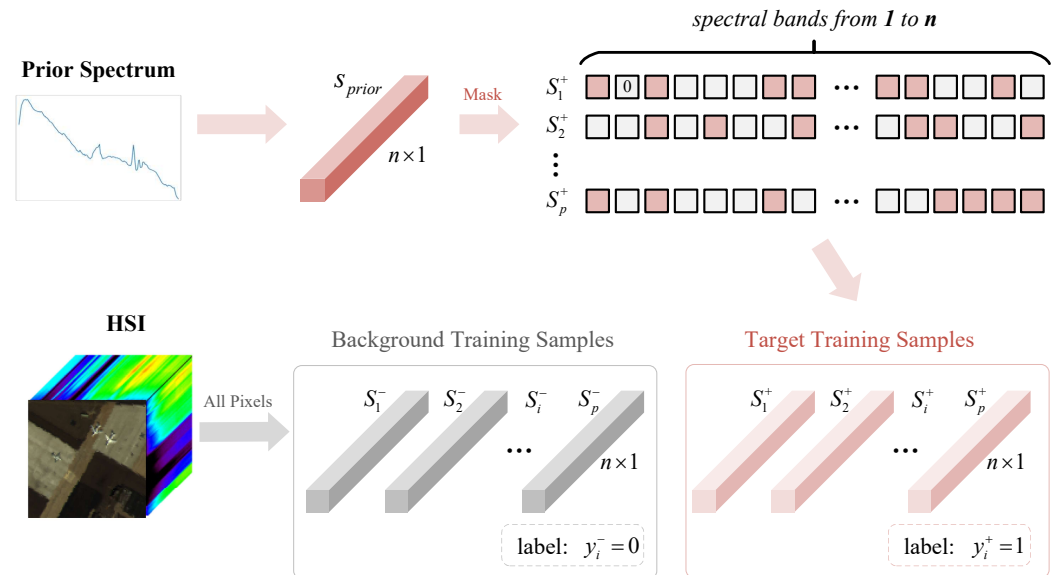 spectral bands from 1 to n
Prior Spectrum
s_{prior}
n×1
Mask
S_1^+
0
...
S_2^+
...
⋮
S_p^+
...
HSI
All Pixels
Background Training Samples
S_1^- S_2^- S_i^- S_p^-
...
n×1
label: y_i^- = 0
Target Training Samples
S_1^+ S_2^+ S_i^+ S_p^+
...
n×1
label: y_i^+ = 1